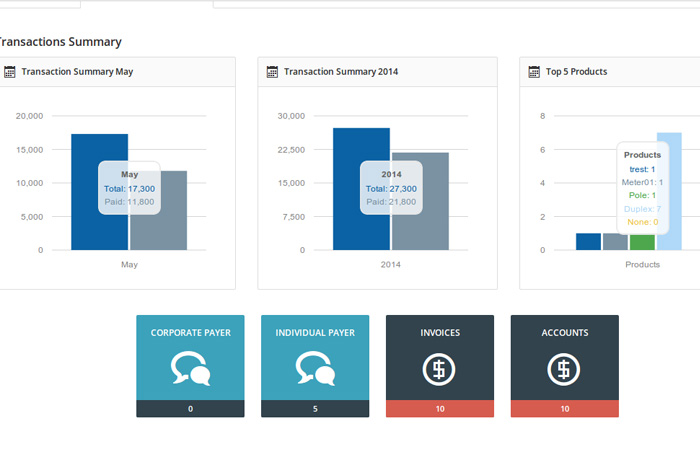 Transactions Summary
Transaction Summary May
20,000
15,000
10,000
5,000
0
May
Total: 17,300
Paid: 11,800
May
Transaction Summary 2014
30,000
22,500
15,000
7,500
0
2014
Total: 27,300
Paid: 21,800
2014
Top 5 Products
8
6
4
2
0
Products
trest: 1
Meter01: 1
Pole: 1
Duplex: 7
None: 0
Products
CORPORATE PAYER
0
INDIVIDUAL PAYER
5
INVOICES
10
ACCOUNTS
10